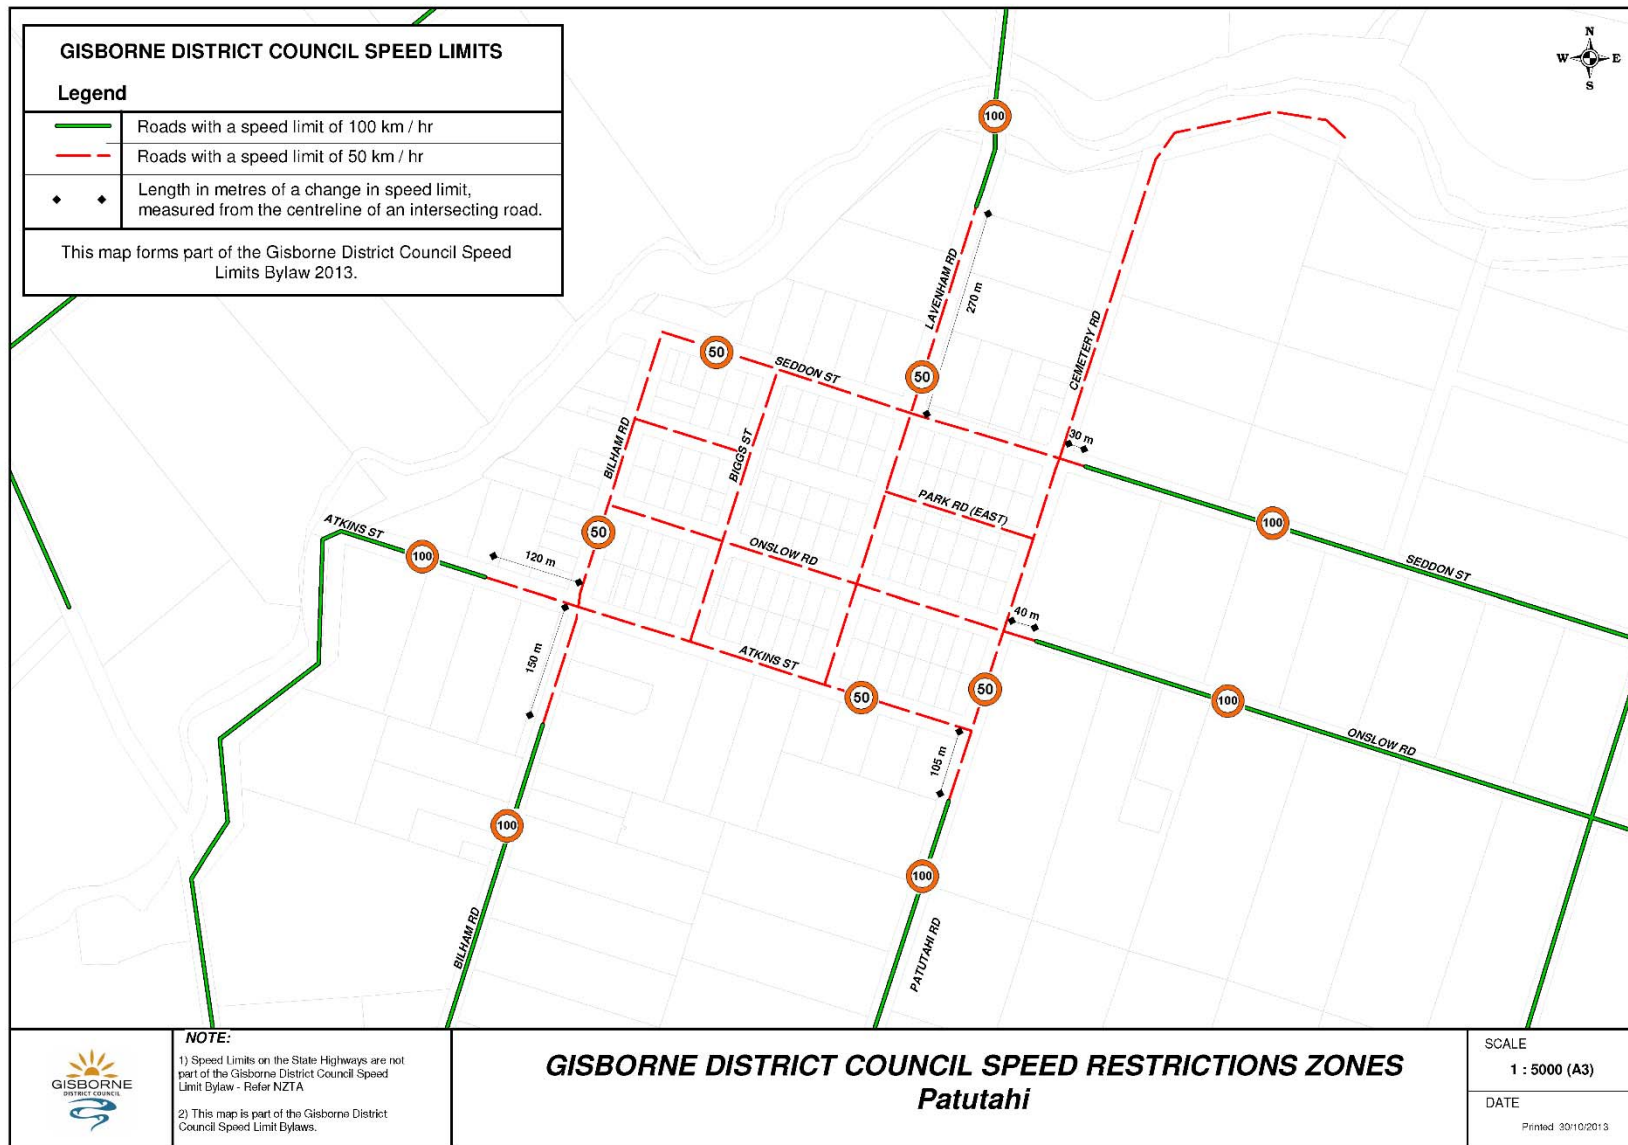 GISBORNE DISTRICT COUNCIL SPEED LIMITS
Legend
Roads with a speed limit of 100 km / hr
Roads with a speed limit of 50 km / hr
Length in metres of a change in speed limit,
measured from the centreline of an intersecting road.
This map forms part of the Gisborne District Council Speed
Limits Bylaw 2013.
N
W E
S
100
LAVENHAM RD
270 m
50
50
SEDDON ST
CEMETERY RD
30 m
BILHAM RD
BIGGS ST
PARK RD (EAST)
100
SEDDON ST
ATKINS ST
100
120 m
50
ONSLOW RD
40 m
150 m
ATKINS ST
50
50
100
ONSLOW RD
105 m
100
100
BILHAM RD
PATUTAHI RD
GISBORNE
DISTRICT COUNCIL
NOTE:
1) Speed Limits on the State Highways are not
part of the Gisborne District Council Speed
Limit Bylaw - Refer NZTA
2) This map is part of the Gisborne District
Council Speed Limit Bylaws.
GISBORNE DISTRICT COUNCIL SPEED RESTRICTIONS ZONES
Patutahi
SCALE
1 : 5000 (A3)
DATE
Printed 30/10/2013